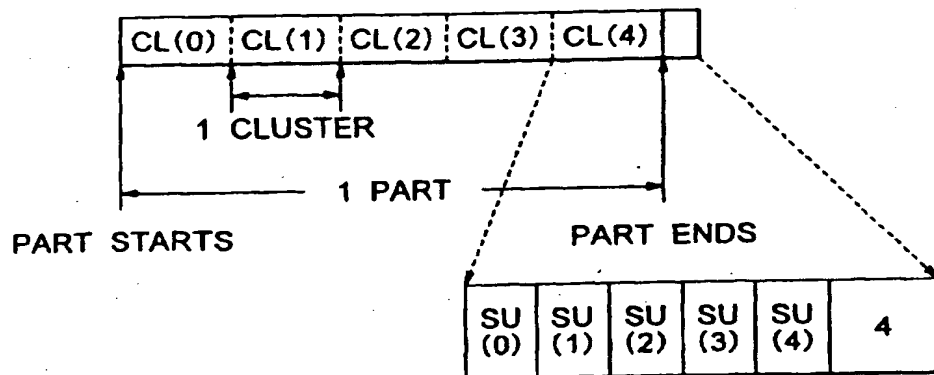 CL(0) CL(1) CL(2) CL(3) CL(4)
1 CLUSTER
1 PART
PART STARTS
PART ENDS
SU SU SU SU SU 4
(0) (1) (2) (3) (4)